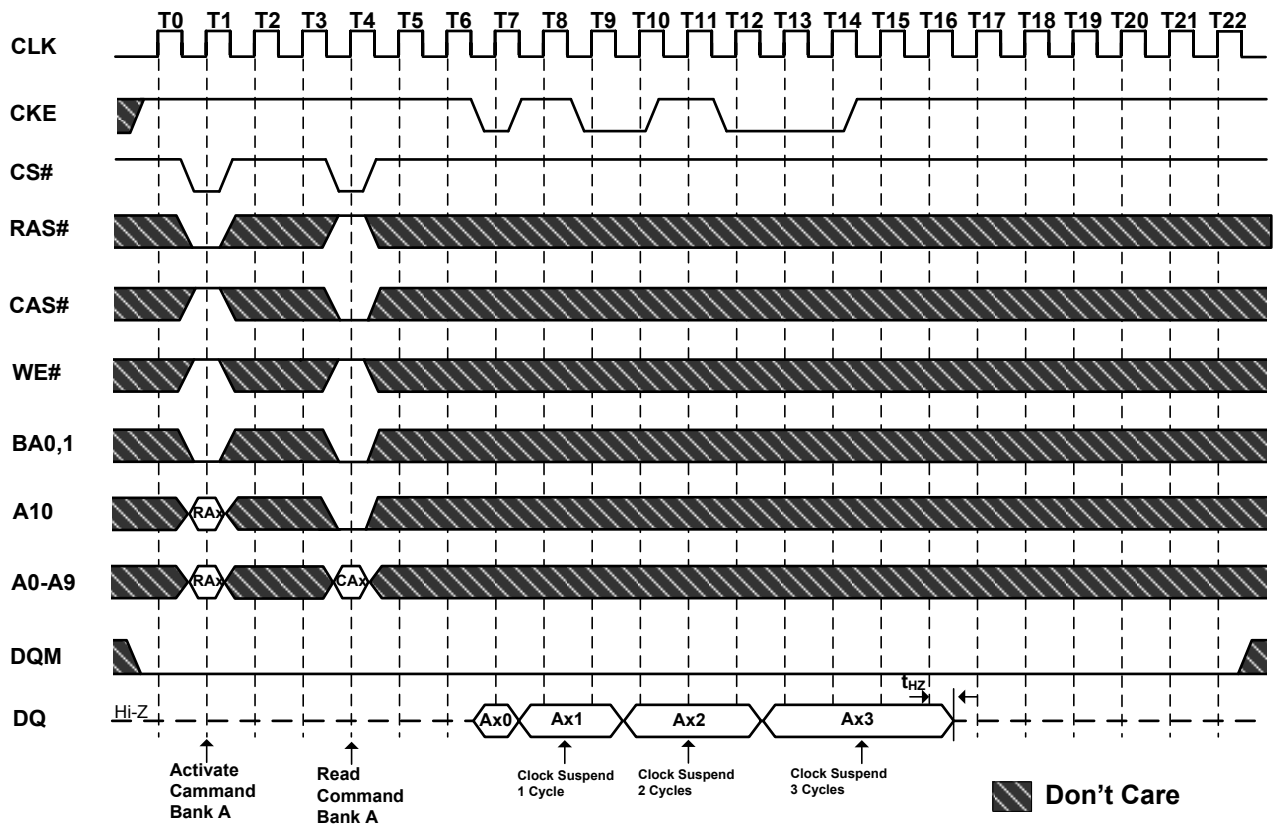 T0 T1 T2 T3 T4 T5 T6 T7 T8 T9 T10 T11 T12 T13 T14 T15 T16 T17 T18 T19 T20 T21 T22
CLK
CKE
CS#
RAS#
CAS#
WE#
BA0,1
A10
RAx
A0-A9
RAx CAx
DQM
tHZ
DQ
Hi-Z
Ax0 Ax1 Ax2 Ax3
Activate
Cammand
Bank A
Read
Command
Bank A
Clock Suspend
1 Cycle
Clock Suspend
2 Cycles
Clock Suspend
3 Cycles
Don't Care